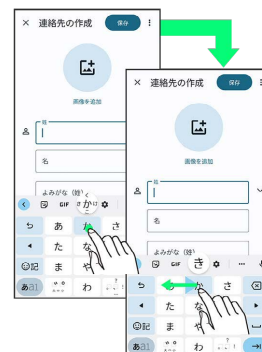 × 連絡先の作成 保存
画像を追加
姓
名
よみがな (姓)
GIF か
あ か さ
た な
記 ま や
あa1 わ
× 連絡先の作成 保存
画像を追加
姓
名
よみがな (姓)
GIF き
か さ
た な
記 ま や
あa1 わ